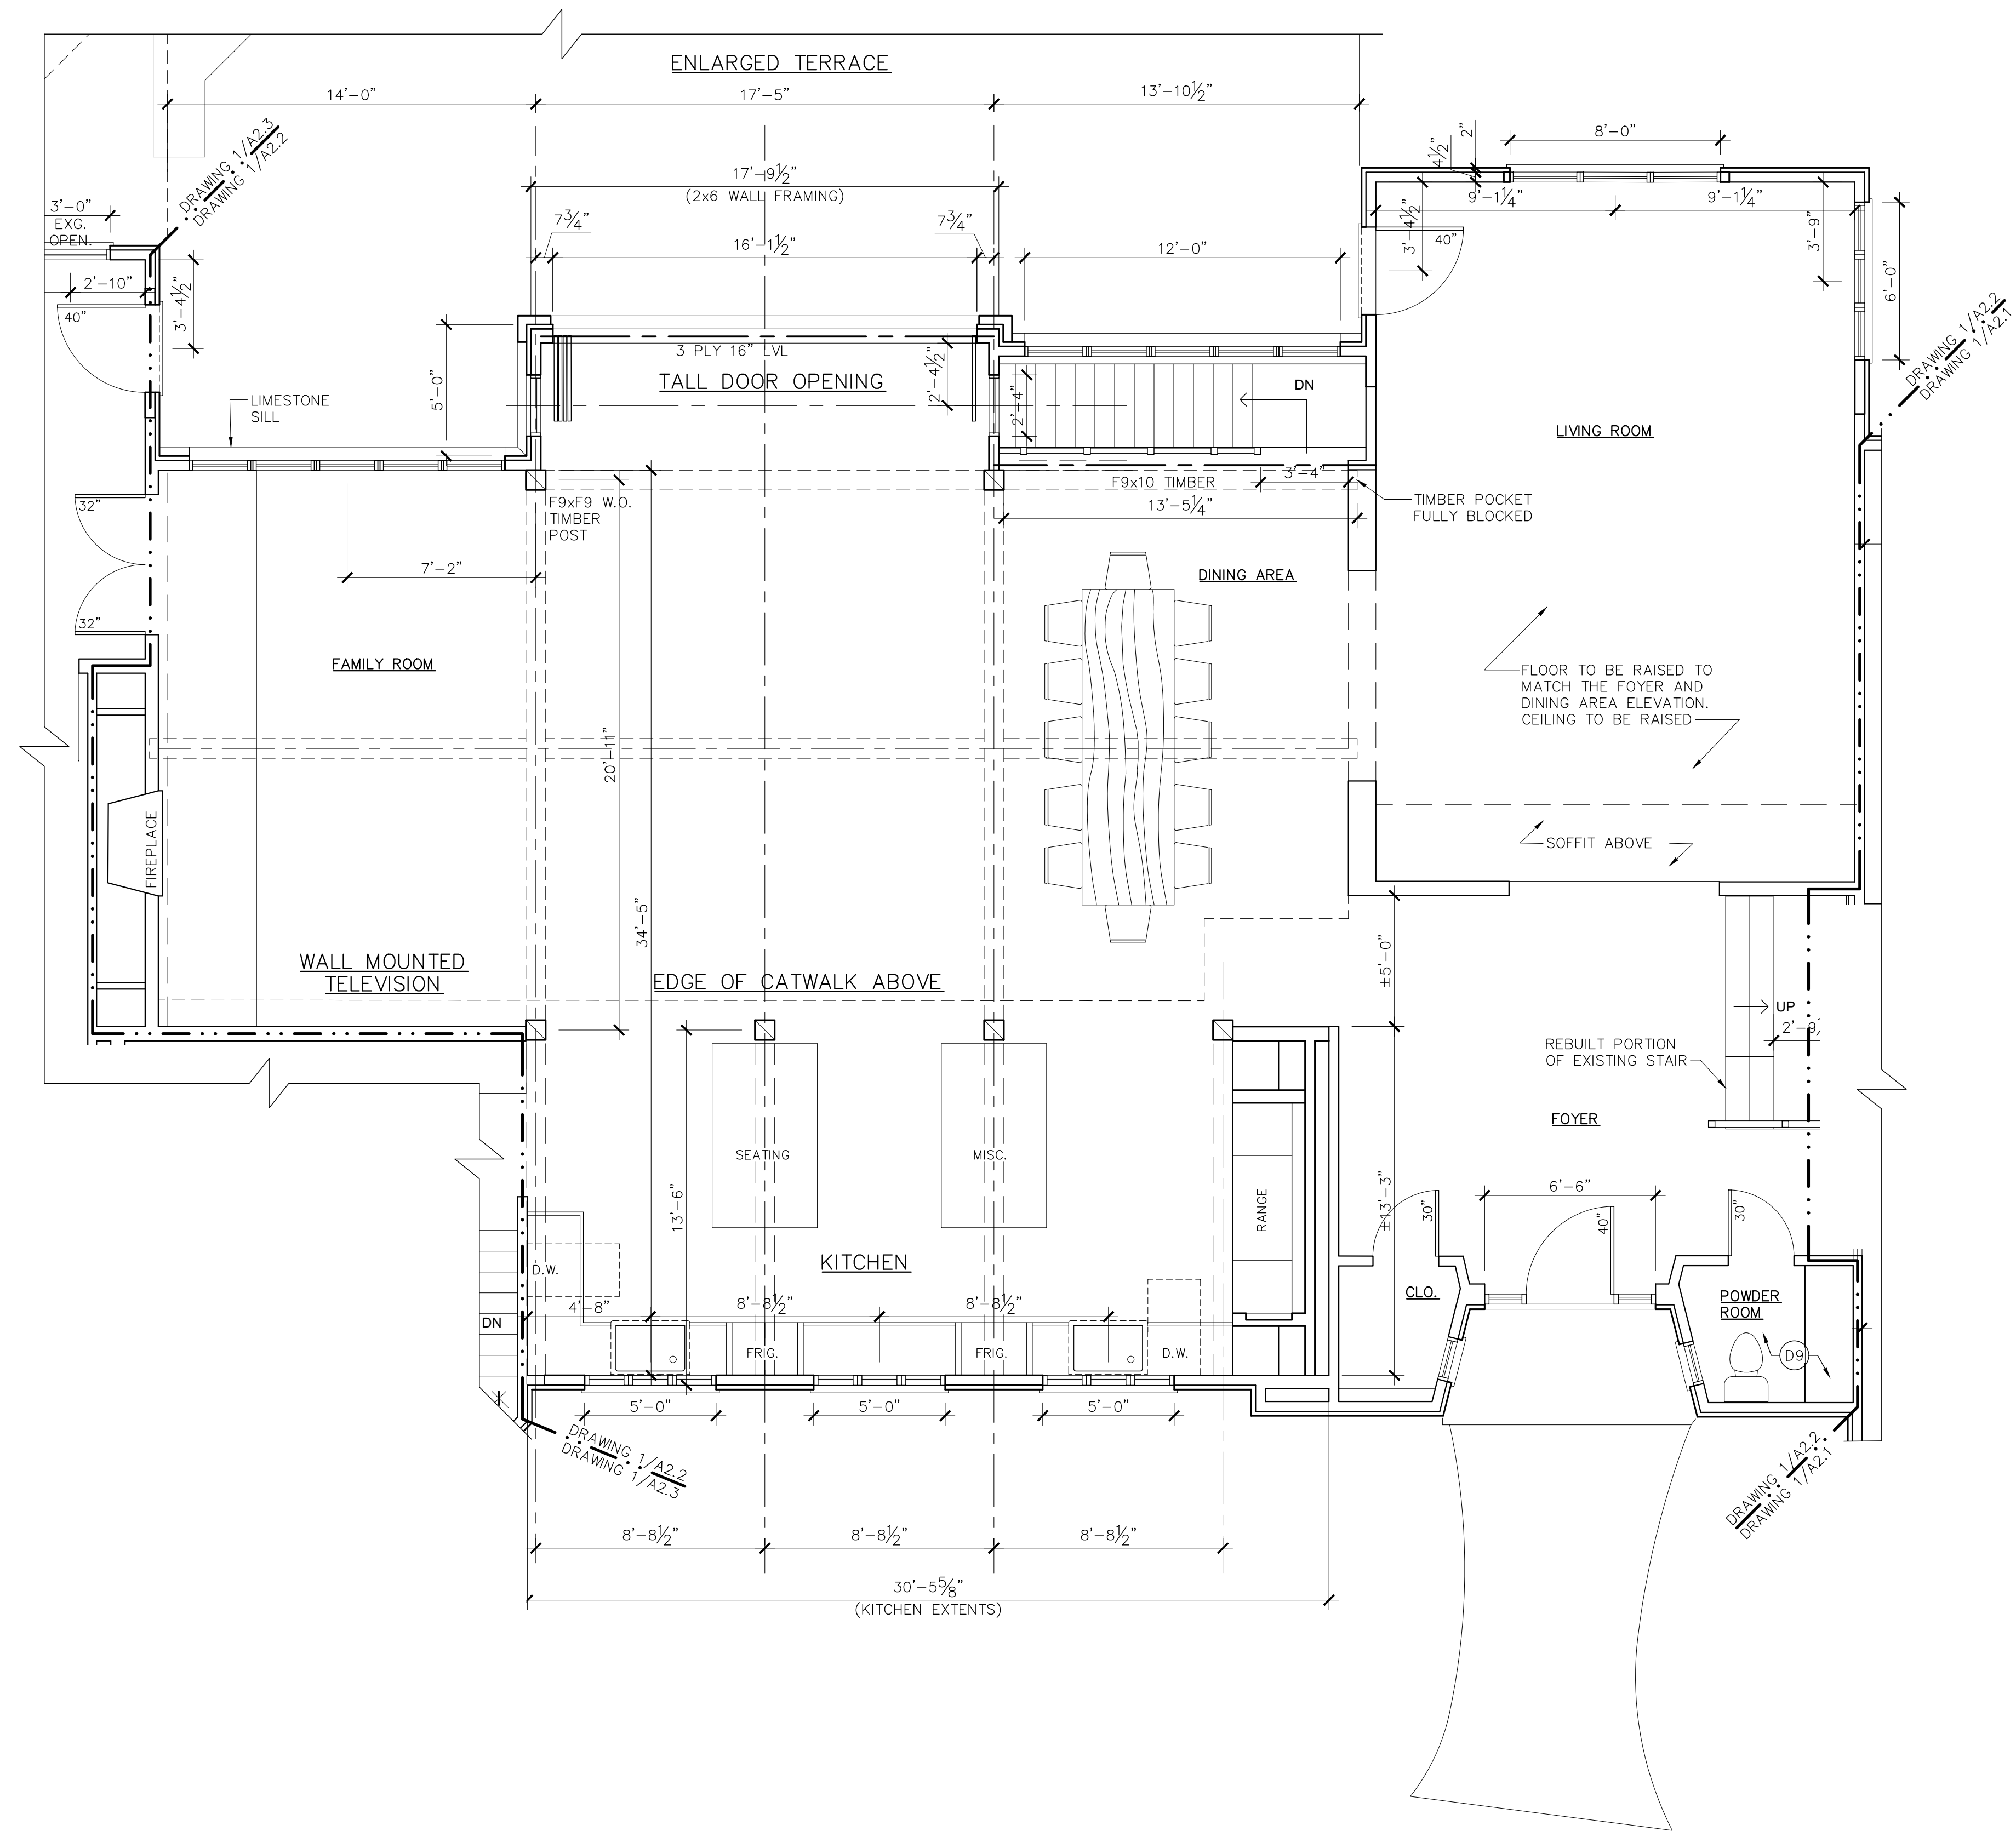 ENLARGED TERRACE
14'-0"
17'-5"
13'-10½"
DRAWING 1/A2.3
DRAWING 1/A2.2
17'-9½"
(2x6 WALL FRAMING)
8'-0"
2"
4½"
9'-1¼"
9'-1¼"
3'-0"
EXG.
OPEN.
7¾"
7¾"
16'-1½"
12'-0"
3'-4½"
40"
3'-9"
6'-0"
2'-10"
40"
3'-4½"
DRAWING 1/A2.2
DRAWING 1/A2.1
5'-0"
3 PLY 16" LVL
TALL DOOR OPENING
2'-4½"
2'-4"
DN
LIMESTONE
SILL
LIVING ROOM
F9xF9 W.O.
TIMBER
POST
F9x10 TIMBER
3'-4"
13'-5¼"
TIMBER POCKET
FULLY BLOCKED
32"
7'-2"
DINING AREA
32"
FAMILY ROOM
FLOOR TO BE RAISED TO
MATCH THE FOYER AND
DINING AREA ELEVATION.
CEILING TO BE RAISED
20'-11"
FIREPLACE
SOFFIT ABOVE
34'-5"
WALL MOUNTED
TELEVISION
EDGE OF CATWALK ABOVE
±5'-0"
UP
2'-9
REBUILT PORTION
OF EXISTING STAIR
FOYER
SEATING
MISC.
RANGE
13'-6"
±13'-3"
30"
6'-6"
40"
30"
KITCHEN
D.W.
4'-8"
8'-8½"
8'-8½"
CLO.
POWDER
ROOM
DN
FRIG.
FRIG.
D.W.
D9
5'-0"
5'-0"
5'-0"
DRAWING 1/A2.2
DRAWING 1/A2.3
DRAWING 1/A2.2
DRAWING 1/A2.1
8'-8½"
8'-8½"
8'-8½"
30'-5⅝"
(KITCHEN EXTENTS)